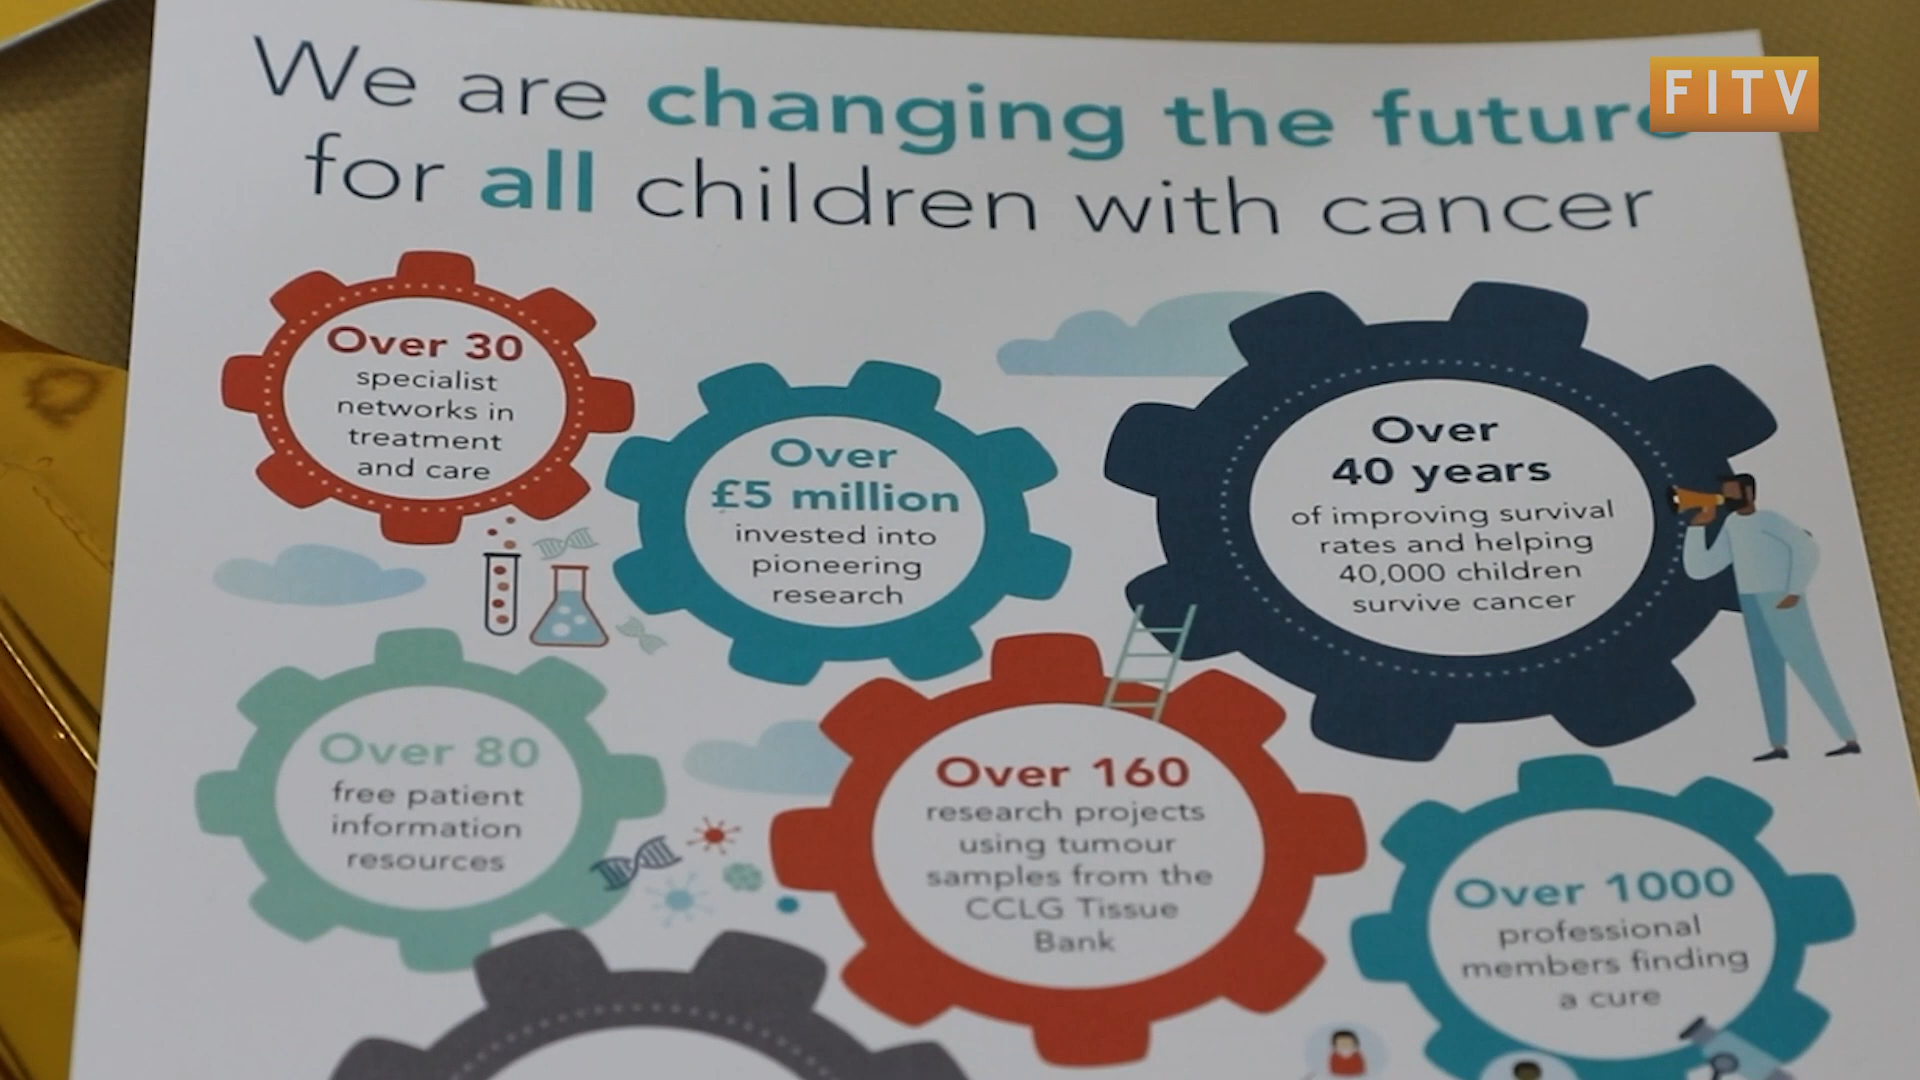 We are changing the future
for all children with cancer
FITV
Over 30
specialist
networks in
treatment
and care
Over
£5 million
invested into
pioneering
research
Over
40 years
of improving survival
rates and helping
40,000 children
survive cancer
Over 80
free patient
information
resources
Over 160
research projects
using tumour
samples from the
CCLG Tissue
Bank
Over 1000
professional
members finding
a cure